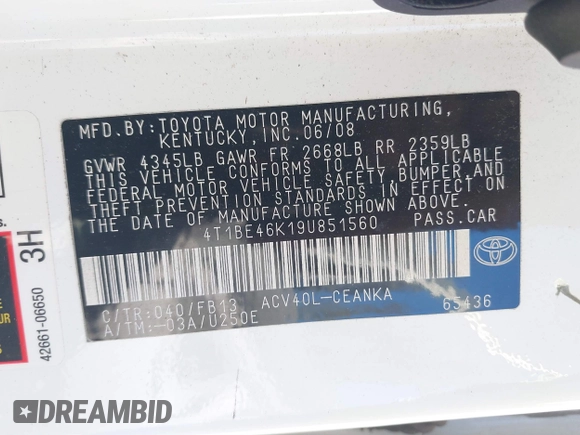 MFD.BY:TOYOTA MOTOR MANUFACTURING,
KENTUCKY,INC.06/08
GVWR 4345LB GAWR FR 2668LB RR 2359LB
THIS VEHICLE CONFORMS TO ALL APPLICABLE
FEDERAL MOTOR VEHICLE SAFETY,BUMPER,AND
THEFT PREVENTION STANDARDS IN EFFECT ON
THE DATE OF MANUFACTURE SHOWN ABOVE.
4T1BE46K19U851560 PASS.CAR
C/TR:040/FB13 ACV40L-CEANKA 65436
A/TM:-03A/U250E
TOYOTA
3H
42661-06650
DREAMBID